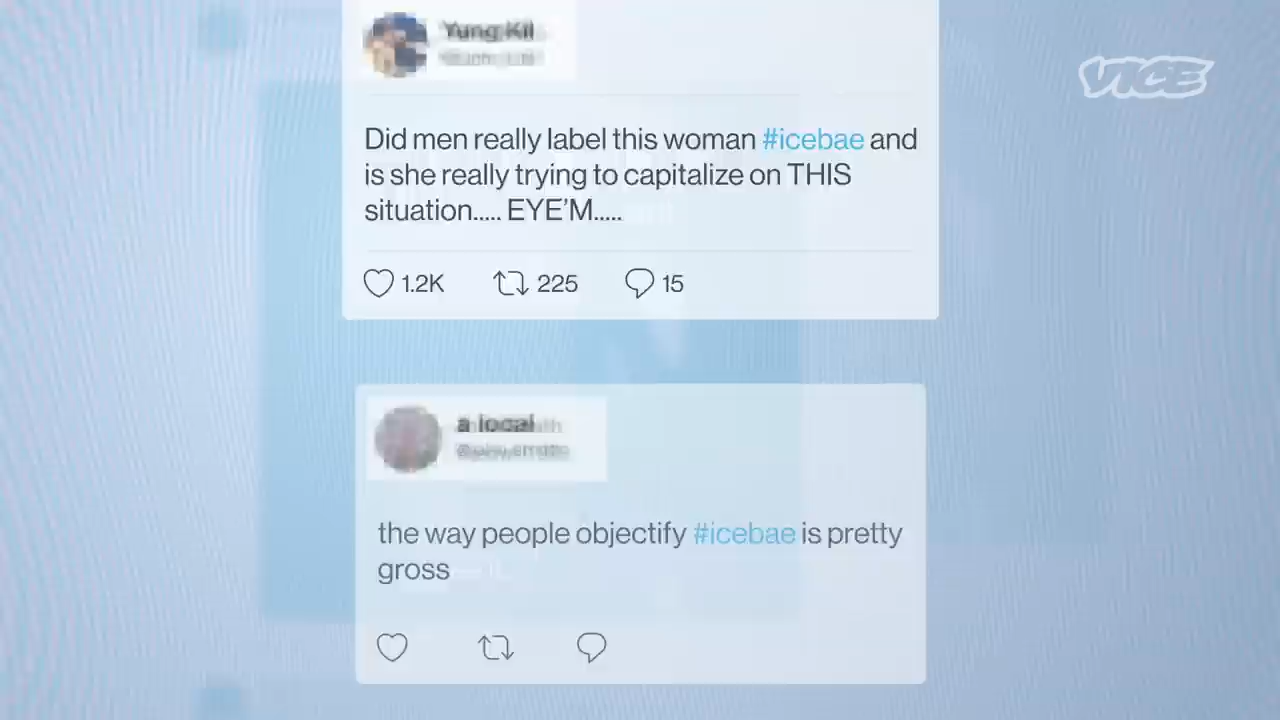 VICE
Yung Kil
Did men really label this woman #icebae and
is she really trying to capitalize on THIS
situation..... EYE'M.....
1.2K 225 15
a local
the way people objectify #icebae is pretty
gross